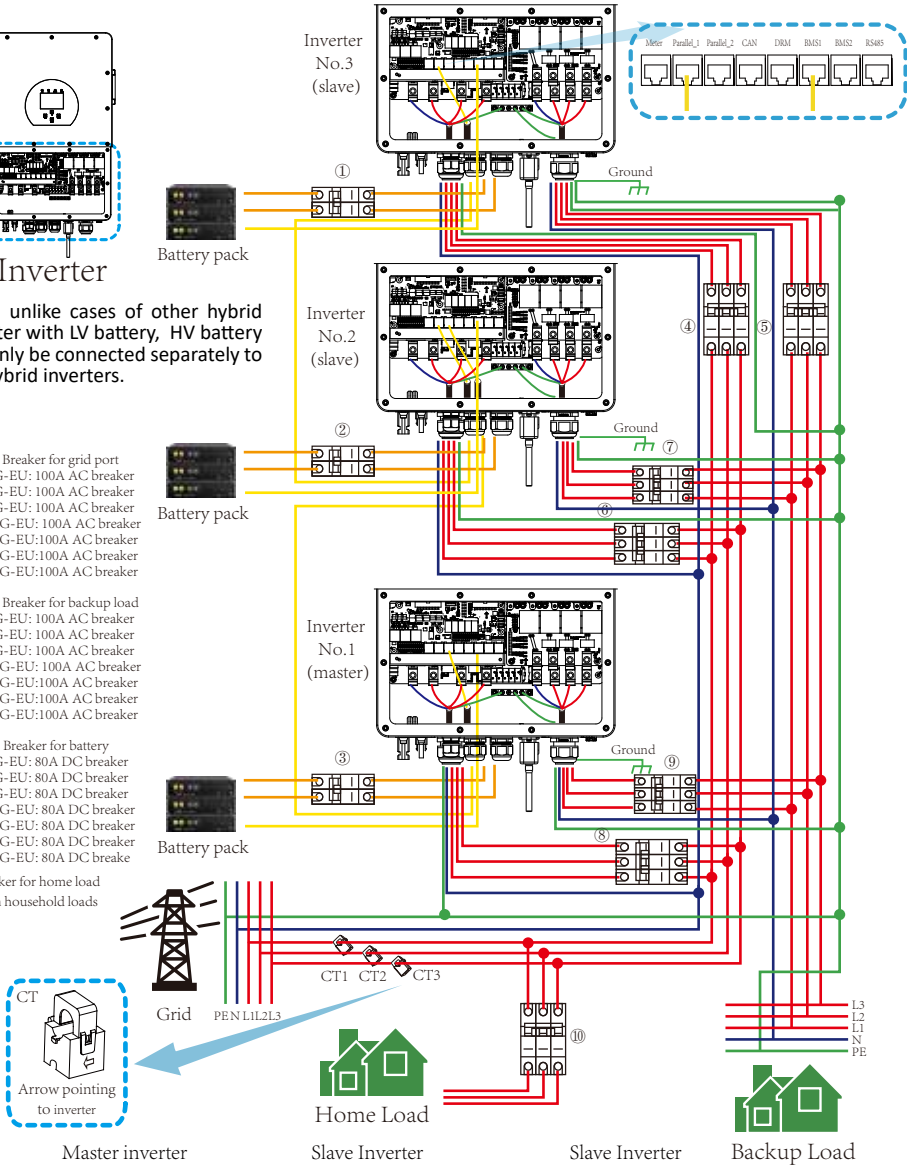 Inverter
No.3
(slave)
Meter Parallel_1 Parallel_2 CAN DRM BMS1 BMS2 RS485
①
Ground
Battery pack
Inverter
unlike cases of other hybrid
ter with LV battery, HV battery
nly be connected separately to
ybrid inverters.
Inverter
No.2
(slave)
④
⑤
②
Ground
⑦
Battery pack
⑥
Breaker for grid port
G-EU: 100A AC breaker
G-EU: 100A AC breaker
G-EU: 100A AC breaker
G-EU: 100A AC breaker
G-EU:100A AC breaker
G-EU:100A AC breaker
G-EU:100A AC breaker
Breaker for backup load
G-EU: 100A AC breaker
G-EU: 100A AC breaker
G-EU: 100A AC breaker
G-EU: 100A AC breaker
G-EU:100A AC breaker
G-EU:100A AC breaker
G-EU:100A AC breaker
Breaker for battery
G-EU: 80A DC breaker
G-EU: 80A DC breaker
G-EU: 80A DC breaker
G-EU: 80A DC breaker
G-EU: 80A DC breaker
G-EU: 80A DC breaker
G-EU: 80A DC breake
ker for home load
household loads
Inverter
No.1
(master)
③
Ground
⑨
Battery pack
⑧
CT1 CT2 CT3
Grid
PE N L1 L2 L3
CT
Arrow pointing
to inverter
⑩
Home Load
L3
L2
L1
N
PE
Backup Load
Master inverter
Slave Inverter
Slave Inverter